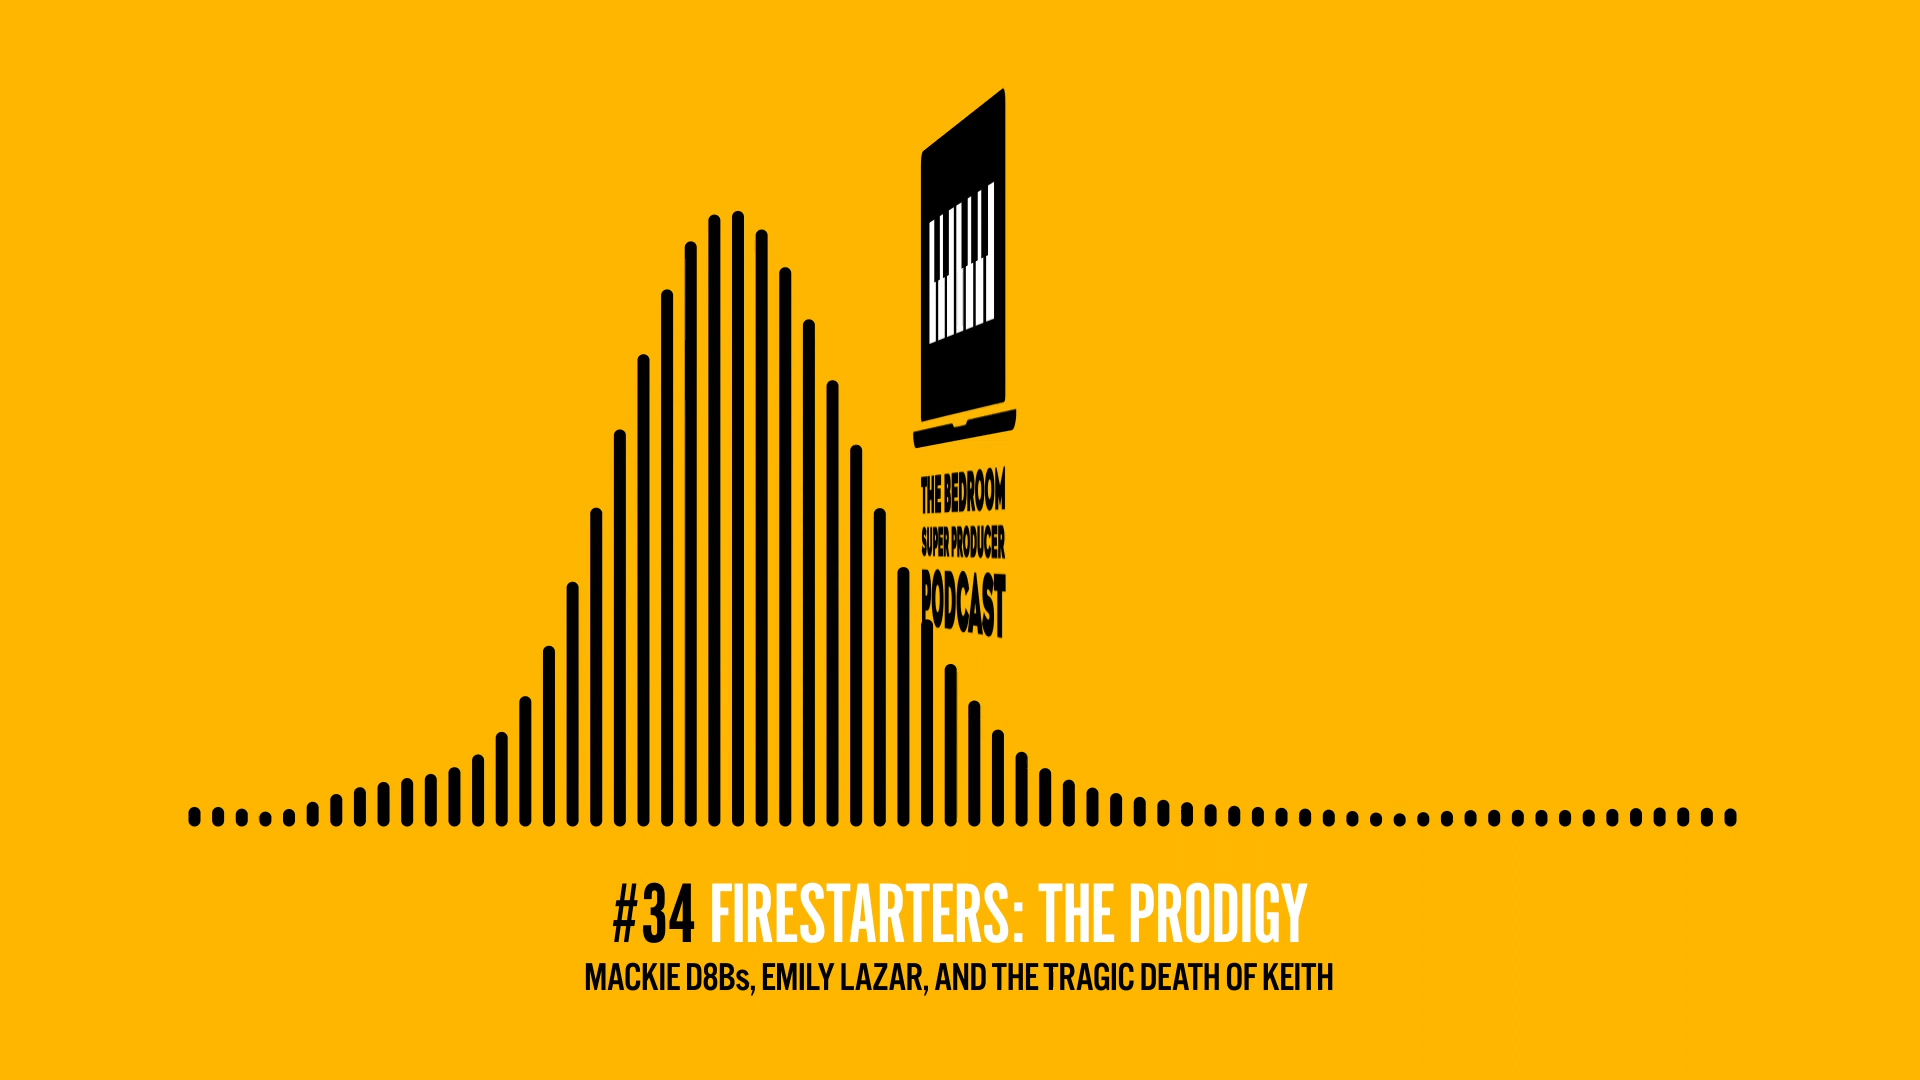 THE BEDROOM
SUPER PRODUCER
PODCAST
#34 FIRESTARTERS: THE PRODIGY
MACKIE D8Bs, EMILY LAZAR, AND THE TRAGIC DEATH OF KEITH